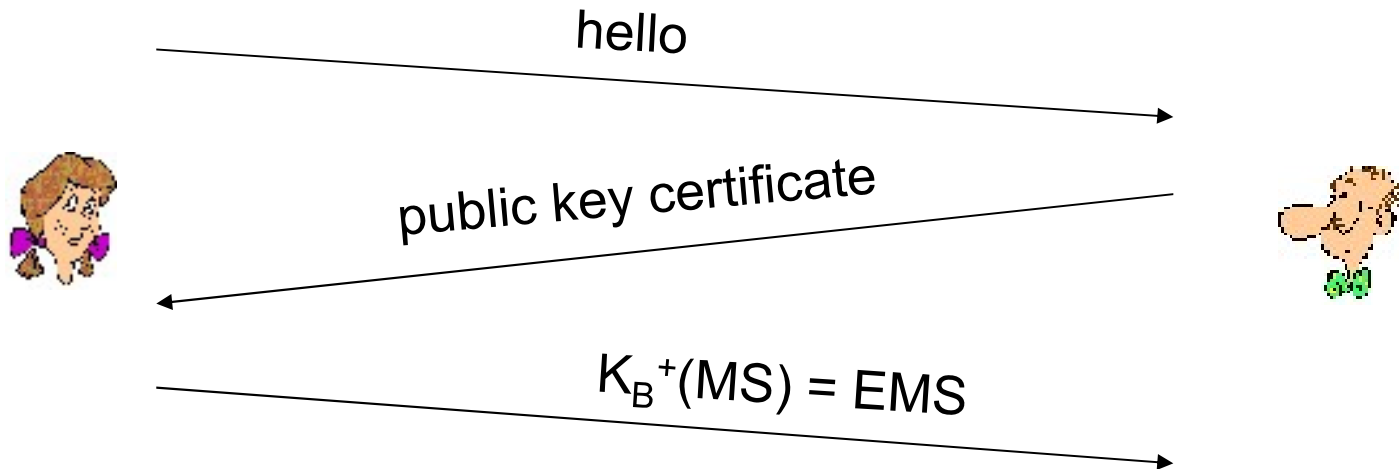 hello
public key certificate
K_B⁺(MS) = EMS